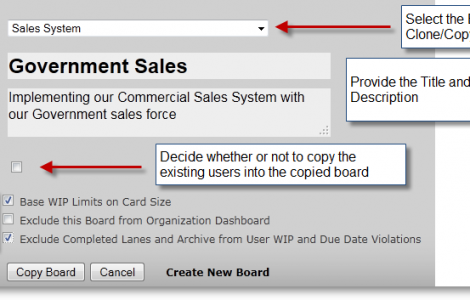 Sales System
Select the
Clone/Cop
Government Sales
Provide the Title and
Description
Implementing our Commercial Sales System with
our Government sales force
Decide whether or not to copy the
existing users into the copied board
Base WIP Limits on Card Size
Exclude this Board from Organization Dashboard
Exclude Completed Lanes and Archive from User WIP and Due Date Violations
Copy Board Cancel Create New Board